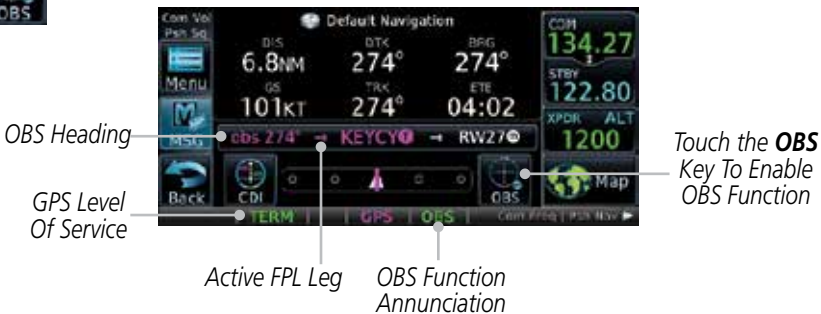 OBS
Com Vol
Psh Sq
Default Navigation
DIS
6.8NM
DTK
274°
BRG
274°
GS
101KT
TRK
274°
ETE
04:02
obs 274° → KEYCY → RW27
Menu
MSG
Back
CDI
OBS
TERM
GPS
OBS
Com Freq | Psh Nav
COM
134.27
STBY
122.80
XPDR ALT
1200
Map
OBS Heading
GPS Level
Of Service
Active FPL Leg
OBS Function
Annunciation
Touch the OBS
Key To Enable
OBS Function